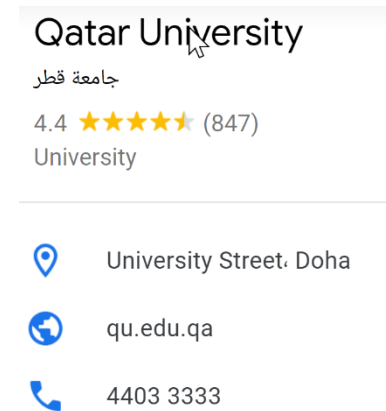 Qatar University
جامعة قطر
4.4 (847)
University
University Street، Doha
qu.edu.qa
4403 3333